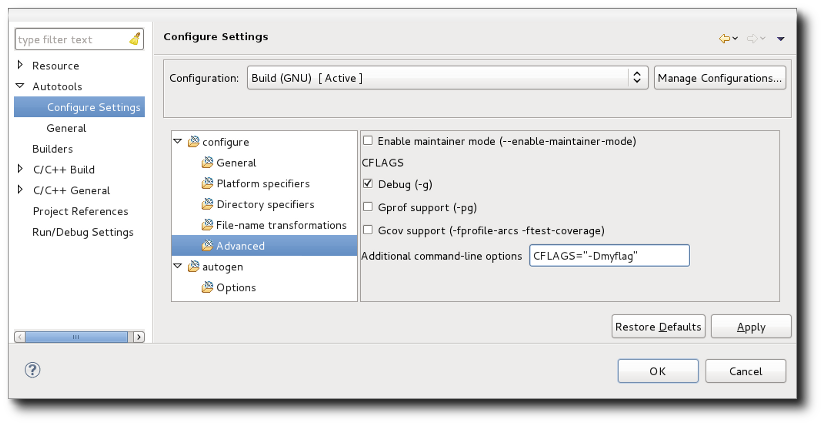 type filter text
Resource
Autotools
Configure Settings
General
Builders
C/C++ Build
C/C++ General
Project References
Run/Debug Settings
Configure Settings
Configuration: Build (GNU) [ Active ] Manage Configurations...
configure
General
Platform specifiers
Directory specifiers
File-name transformations
Advanced
autogen
Options
Enable maintainer mode (--enable-maintainer-mode)
CFLAGS
Debug (-g)
Gprof support (-pg)
Gcov support (-fprofile-arcs -ftest-coverage)
Additional command-line options CFLAGS="-Dmyflag"
Restore Defaults Apply
? OK Cancel